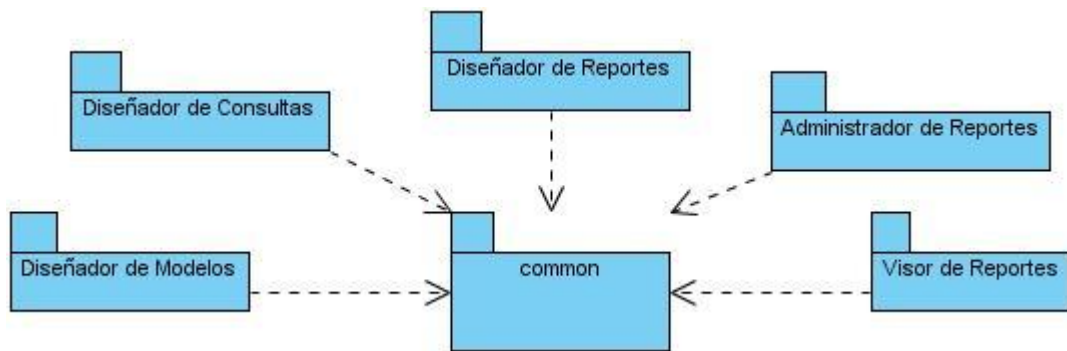 Diseñador de Reportes
Diseñador de Consultas
Administrador de Reportes
Diseñador de Modelos
common
Visor de Reportes